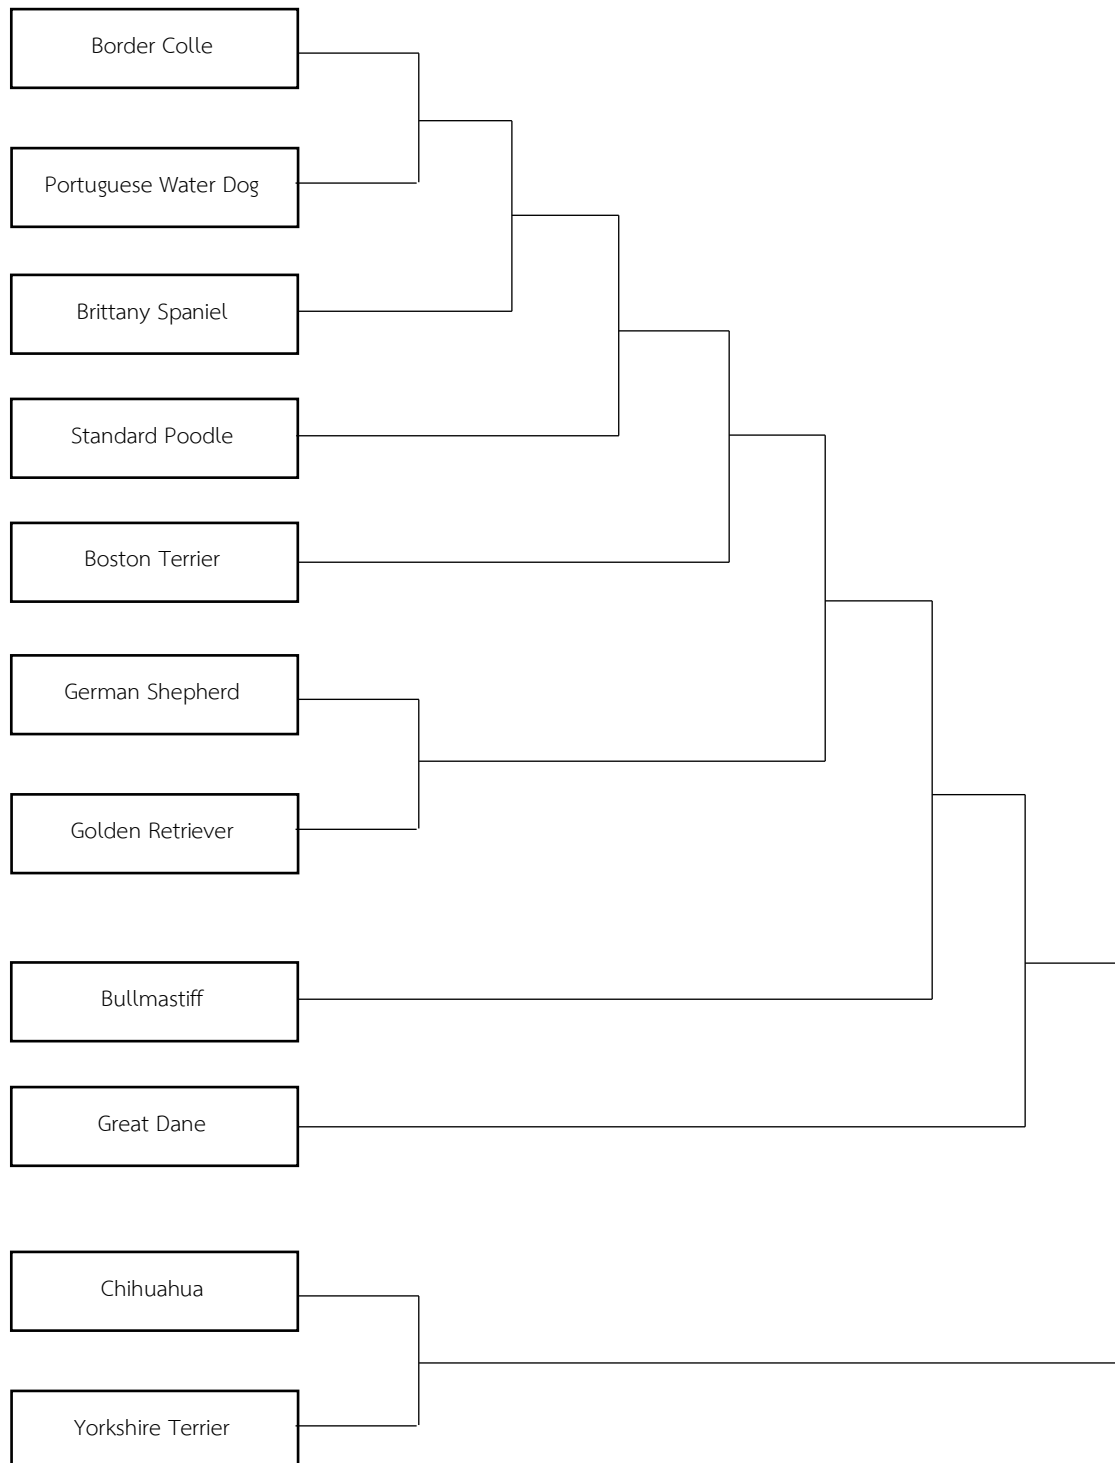 Border Colle
Portuguese Water Dog
Brittany Spaniel
Standard Poodle
Boston Terrier
German Shepherd
Golden Retriever
Bullmastiff
Great Dane
Chihuahua
Yorkshire Terrier